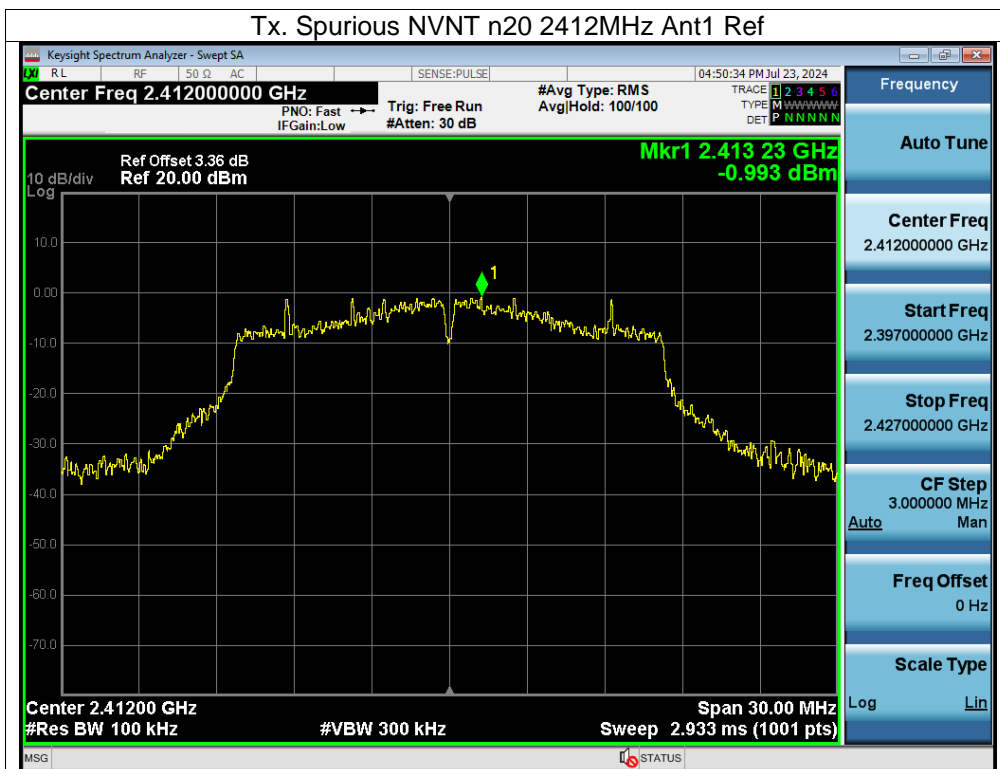 Tx. Spurious NVNT n20 2412MHz Ant1 Ref
Keysight Spectrum Analyzer - Swept SA
LXI RL RF 50 Ω AC SENSE:PULSE 04:50:34 PM Jul 23, 2024
Center Freq 2.412000000 GHz
PNO: Fast
IFGain:Low
Trig: Free Run
#Atten: 30 dB
#Avg Type: RMS
Avg|Hold: 100/100
TRACE 1 2 3 4 5 6
TYPE M WWWWW
DET P N N N N N
Mkr1 2.413 23 GHz
-0.993 dBm
Ref Offset 3.36 dB
10 dB/div Ref 20.00 dBm
Log
10.0
0.00
-10.0
-20.0
-30.0
-40.0
-50.0
-60.0
-70.0
1
Center 2.41200 GHz Span 30.00 MHz
#Res BW 100 kHz #VBW 300 kHz Sweep 2.933 ms (1001 pts)
MSG STATUS
Frequency
Auto Tune
Center Freq
2.412000000 GHz
Start Freq
2.397000000 GHz
Stop Freq
2.427000000 GHz
CF Step
3.000000 MHz
Auto Man
Freq Offset
0 Hz
Scale Type
Log Lin